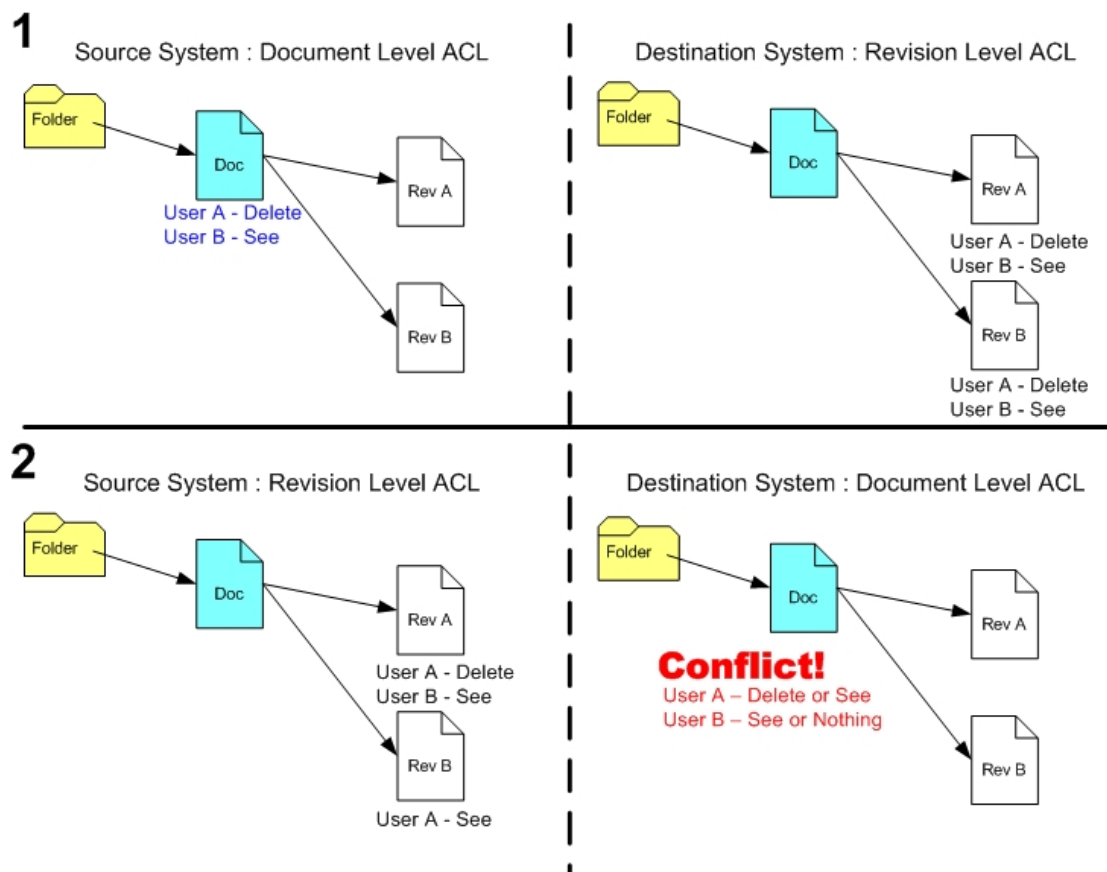 1
Source System : Document Level ACL
Folder
Doc
User A - Delete
User B - See
Rev A
Rev B
Destination System : Revision Level ACL
Folder
Doc
Rev A
User A - Delete
User B - See
Rev B
User A - Delete
User B - See
2
Source System : Revision Level ACL
Folder
Doc
Rev A
User A - Delete
User B - See
Rev B
User A - See
Destination System : Document Level ACL
Folder
Doc
Conflict!
User A – Delete or See
User B – See or Nothing
Rev A
Rev B